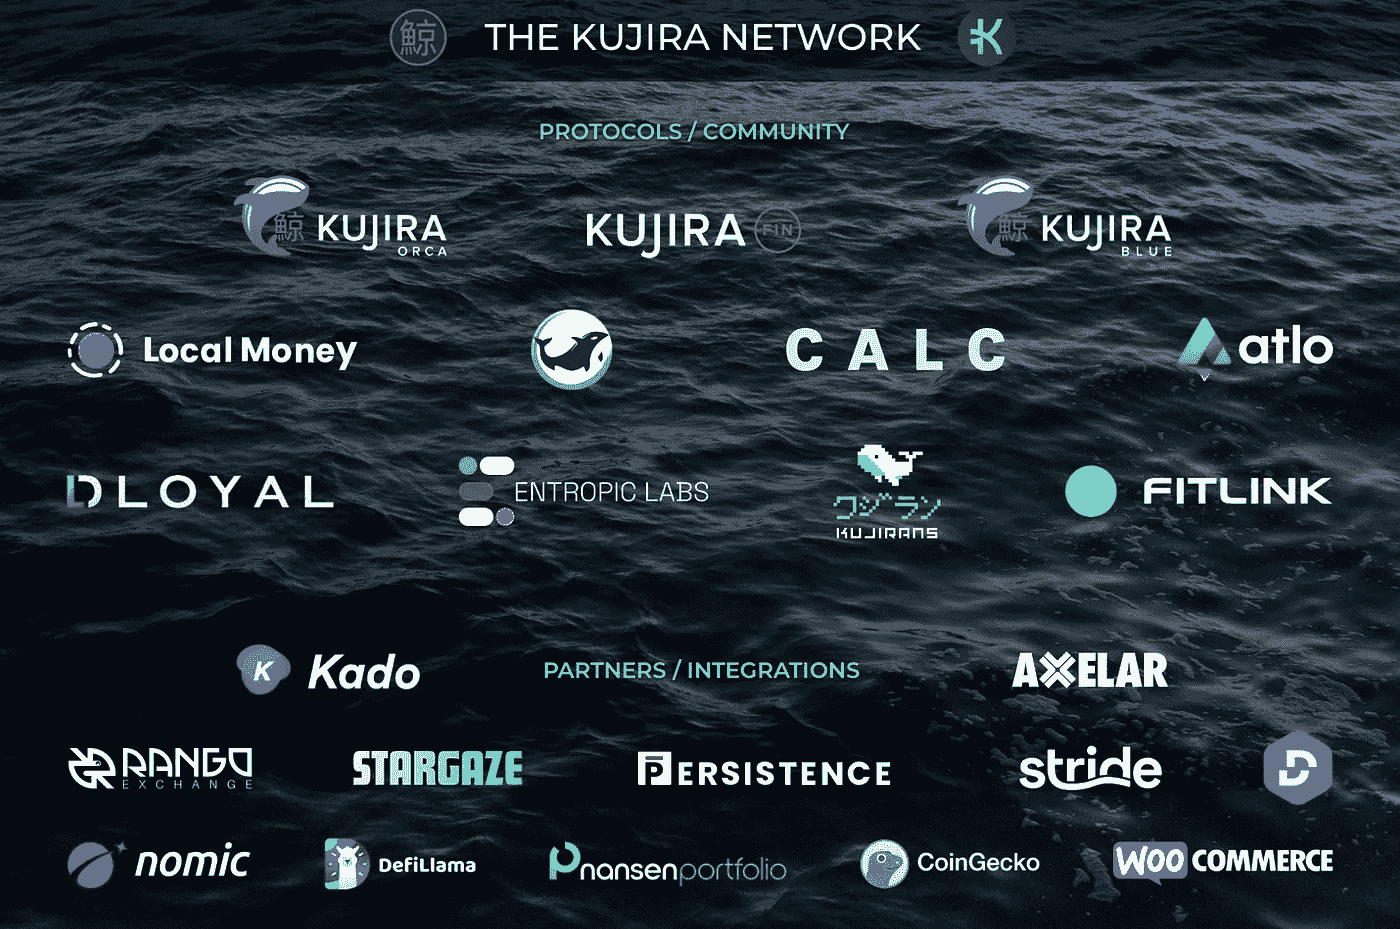 鯨 THE KUJIRA NETWORK
PROTOCOLS / COMMUNITY
鯨 KUJIRA ORCA
KUJIRA FIN
鯨 KUJIRA BLUE
Local Money
CALC
atlo
DLOYAL
ENTROPIC LABS
クジラン
KUJIRANS
FITLINK
K Kado
PARTNERS / INTEGRATIONS
AXELAR
RANGO
EXCHANGE
STARGAZE
PERSISTENCE
stride
D
nomic
DefiLlama
nansenportfolio
CoinGecko
WOO COMMERCE